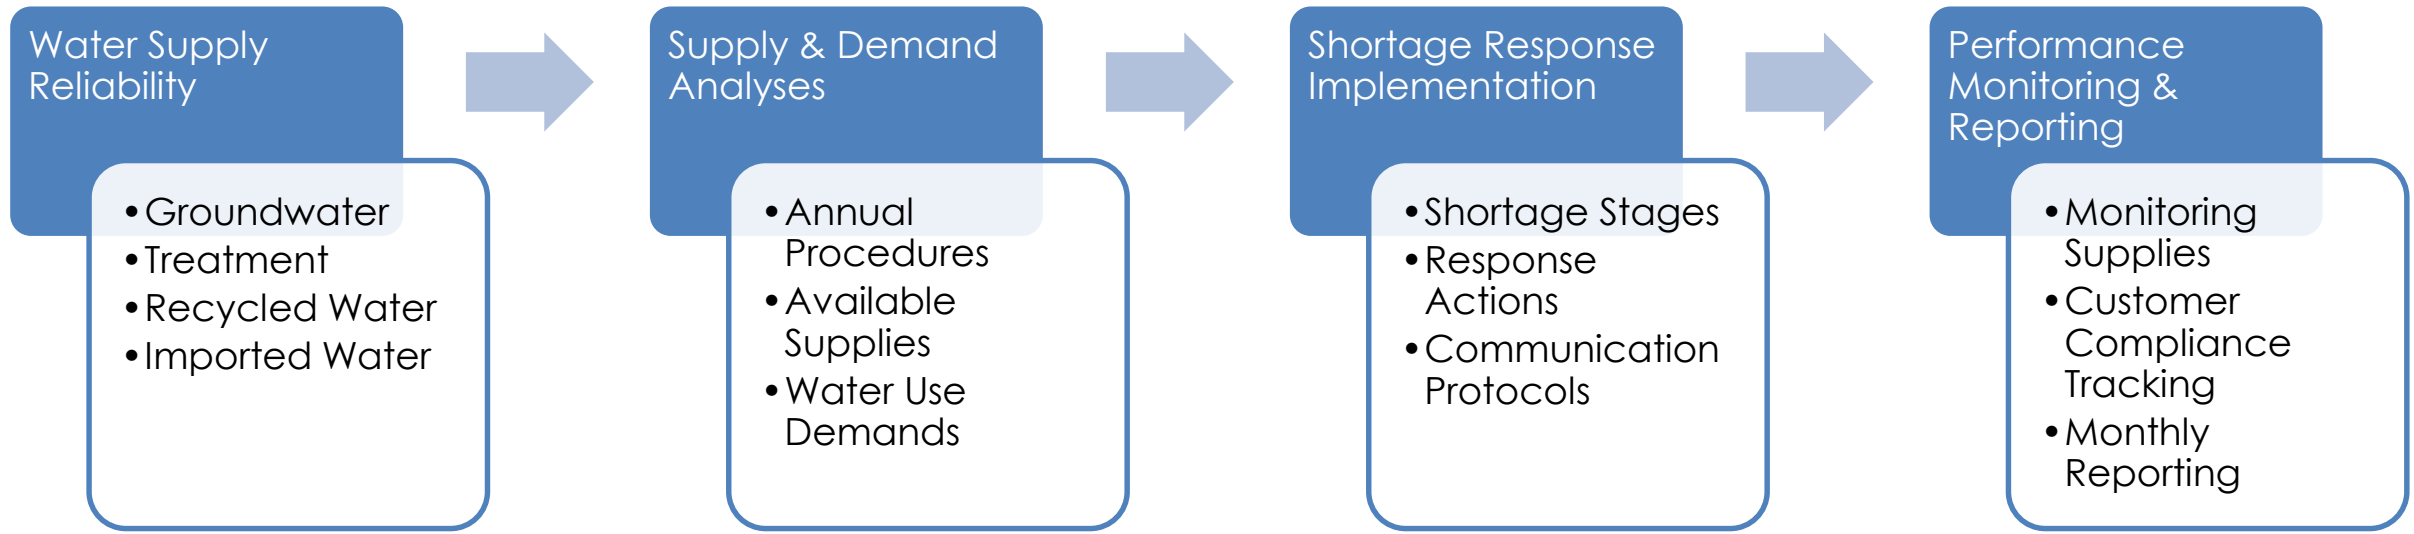 Water Supply
Reliability
•Groundwater
•Treatment
•Recycled Water
•Imported Water
Supply & Demand
Analyses
•Annual
Procedures
•Available
Supplies
•Water Use
Demands
Shortage Response
Implementation
•Shortage Stages
•Response
Actions
•Communication
Protocols
Performance
Monitoring &
Reporting
•Monitoring
Supplies
•Customer
Compliance
Tracking
•Monthly
Reporting